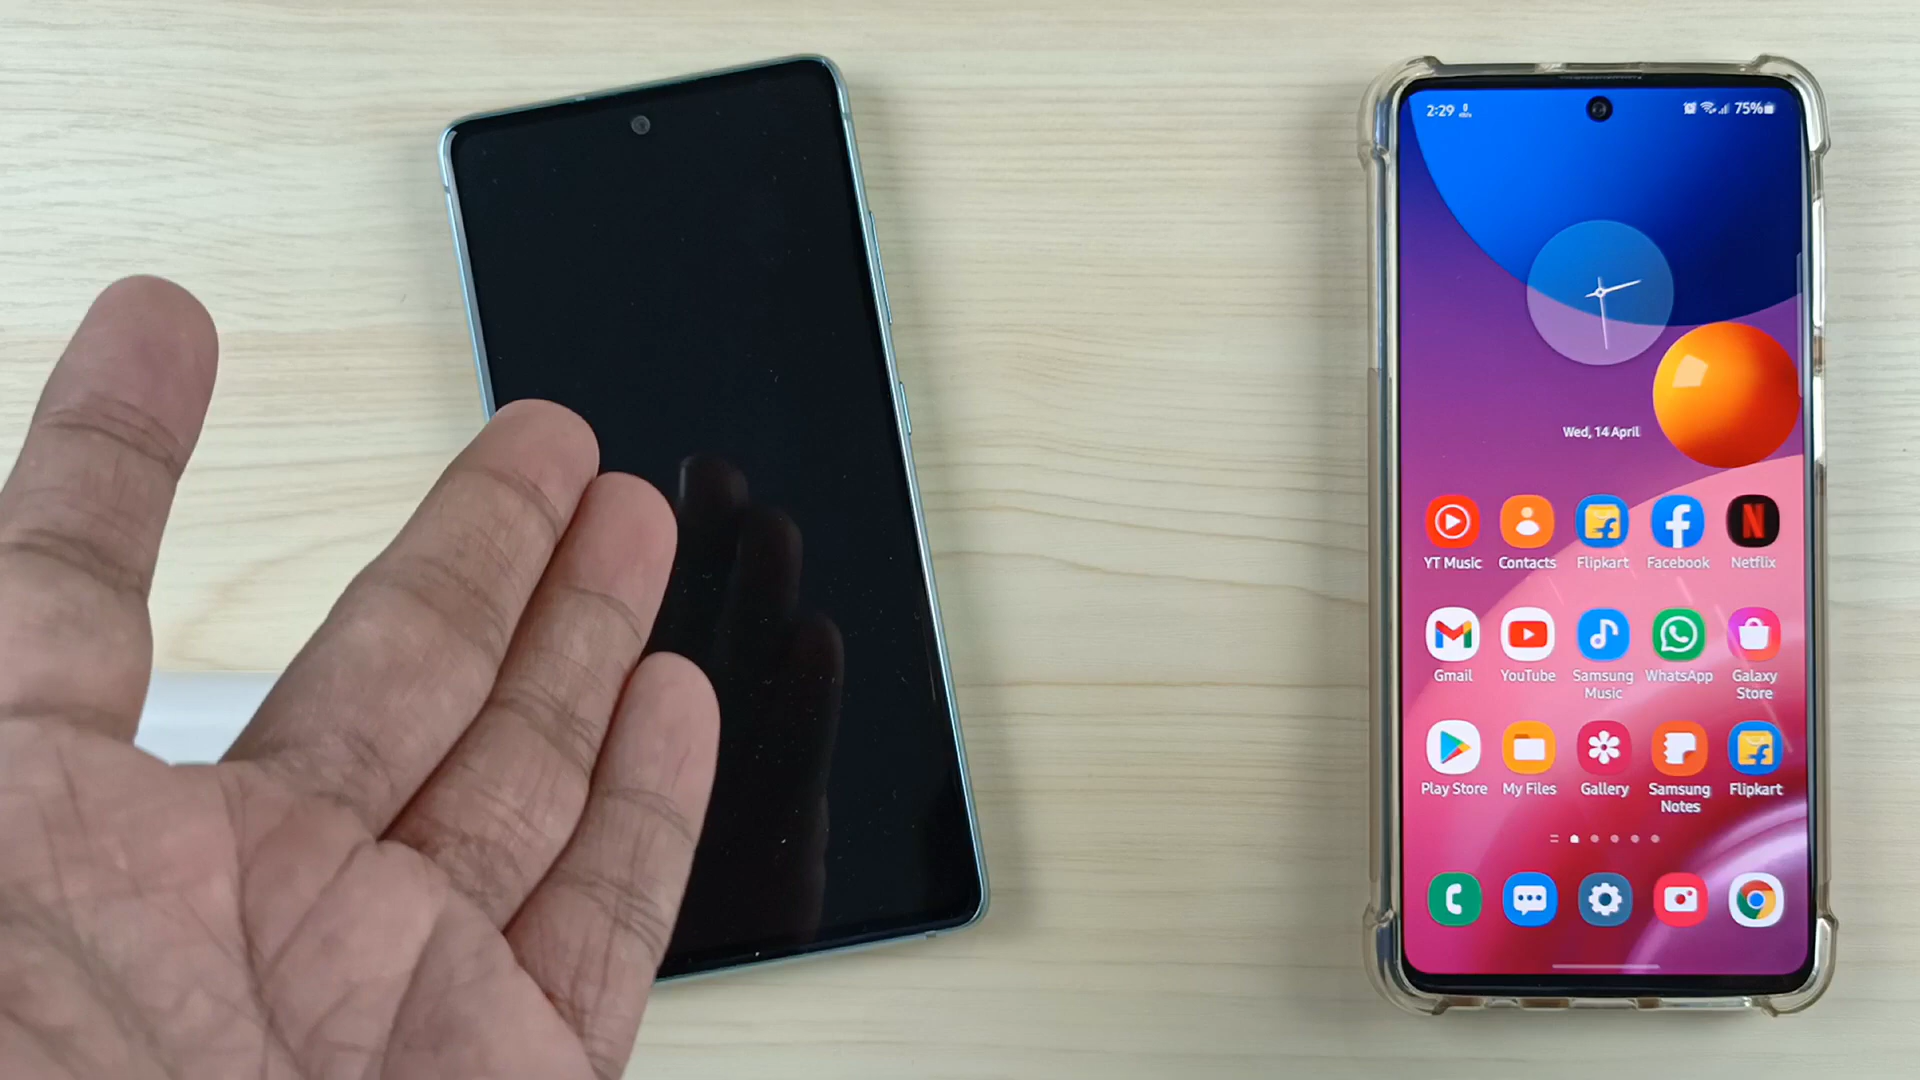 2:29
75%
Wed, 14 April
YT Music Contacts Flipkart Facebook Netflix
Gmail YouTube Samsung Music WhatsApp Galaxy Store
Play Store My Files Gallery Samsung Notes Flipkart